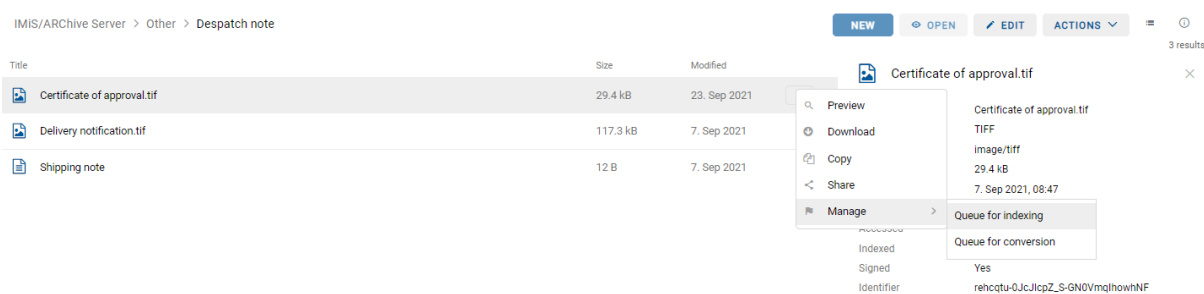 IMiS/ARChive Server > Other > Despatch note
NEW OPEN EDIT ACTIONS
3 results
Title Size Modified
Certificate of approval.tif 29.4 kB 23. Sep 2021
Delivery notification.tif 117.3 kB 7. Sep 2021
Shipping note 12 B 7. Sep 2021
Preview
Download
Copy
Share
Manage
Queue for indexing
Queue for conversion
Certificate of approval.tif
Certificate of approval.tif
TIFF
image/tiff
29.4 kB
7. Sep 2021, 08:47
Accessed
Indexed
Signed Yes
Identifier